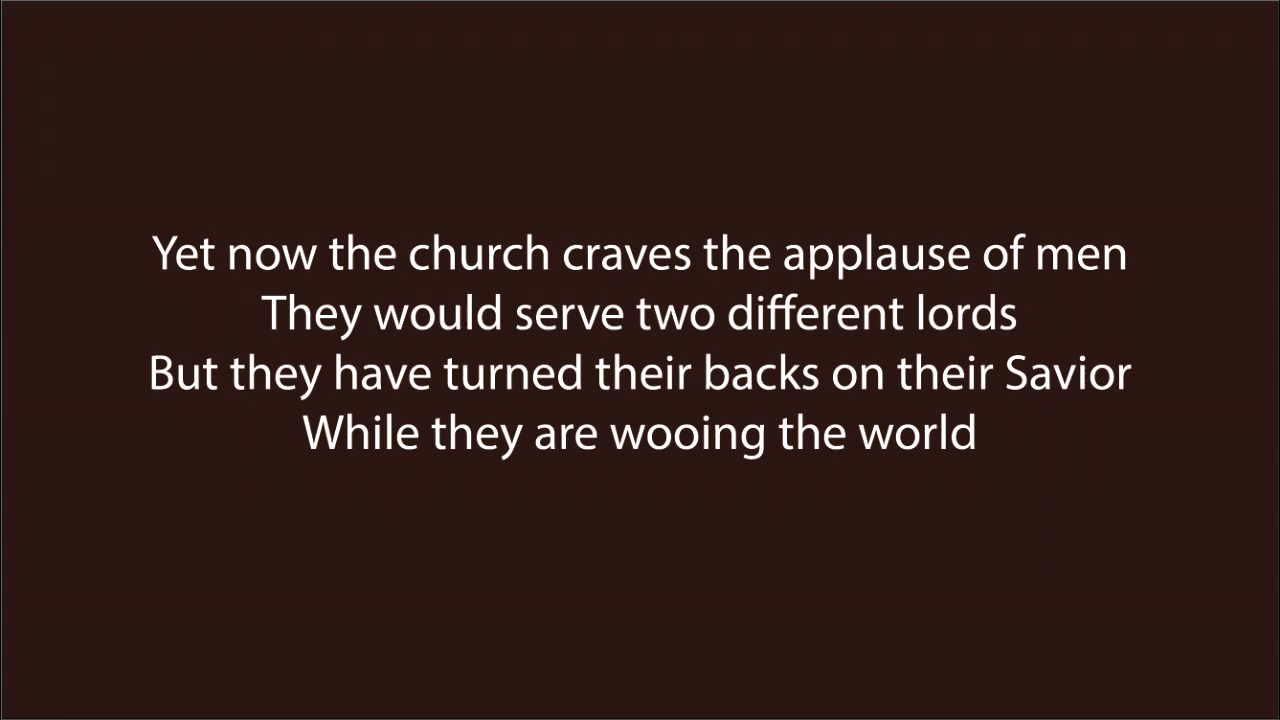 Yet now the church craves the applause of men
They would serve two different lords
But they have turned their backs on their Savior
While they are wooing the world